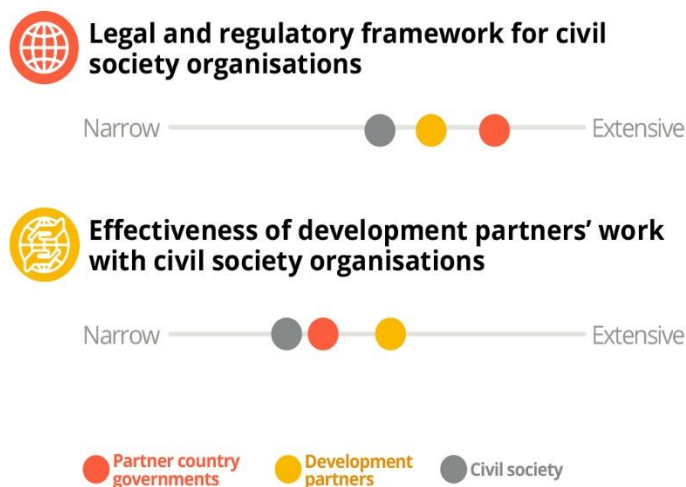 Legal and regulatory framework for civil
society organisations
Narrow
Extensive
Effectiveness of development partners’ work
with civil society organisations
Narrow
Extensive
Partner country
governments
Development
partners
Civil society